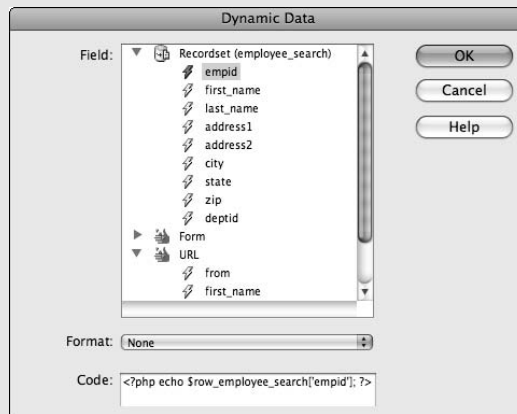 Dynamic Data
Field:
Recordset (employee_search)
empid
first_name
last_name
address1
address2
city
state
zip
deptid
Form
URL
from
first_name
OK
Cancel
Help
Format: None
Code: <?php echo $row_employee_search['empid']; ?>